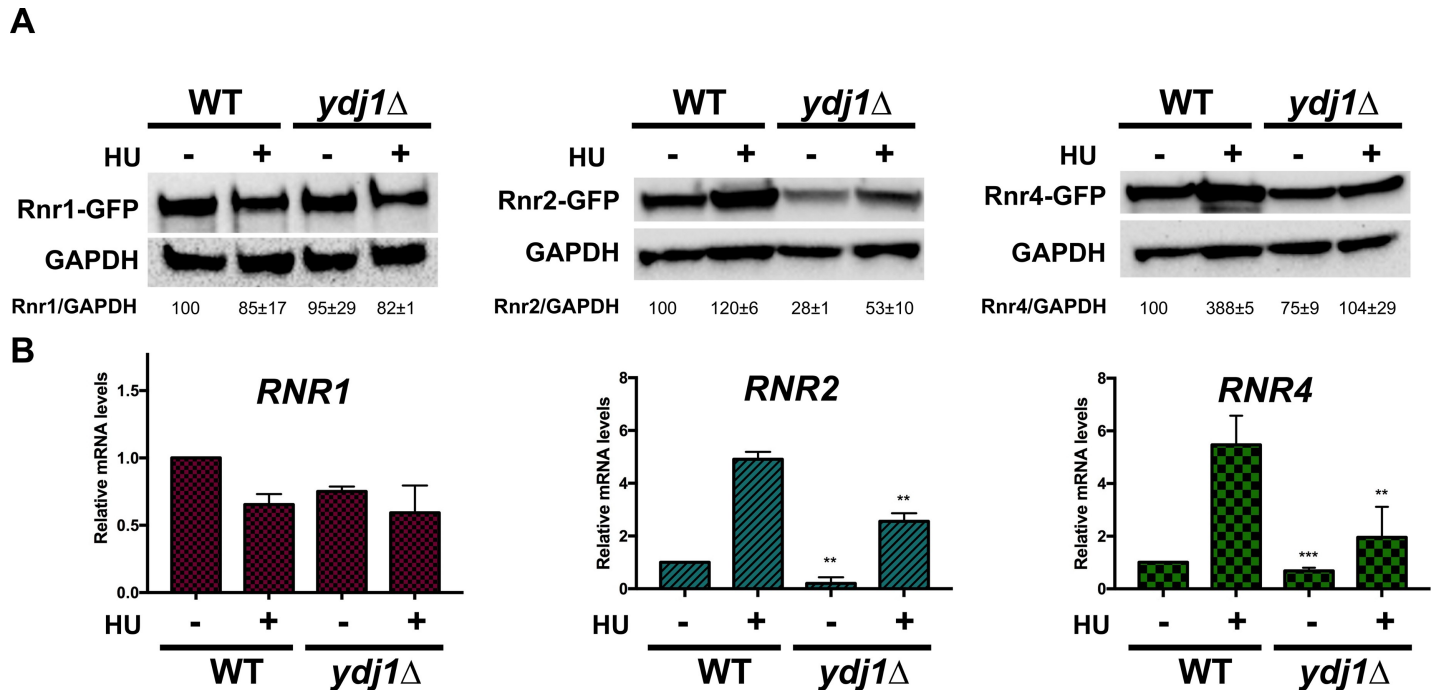 A
WT ydj1Δ WT ydj1Δ WT ydj1Δ
HU - + - + HU - + - + HU - + - +
Rnr1-GFP Rnr2-GFP Rnr4-GFP
GAPDH GAPDH GAPDH
Rnr1/GAPDH 100 85±17 95±29 82±1 Rnr2/GAPDH 100 120±6 28±1 53±10 Rnr4/GAPDH 100 388±5 75±9 104±29
B
RNR1
Relative mRNA levels
1.5
1.0
0.5
0.0
HU - + - +
WT ydj1Δ
RNR2
Relative mRNA levels
8
6
4
2
0
** **
HU - + - +
WT ydj1Δ
RNR4
Relative mRNA levels
8
6
4
2
0
*** **
HU - + - +
WT ydj1Δ